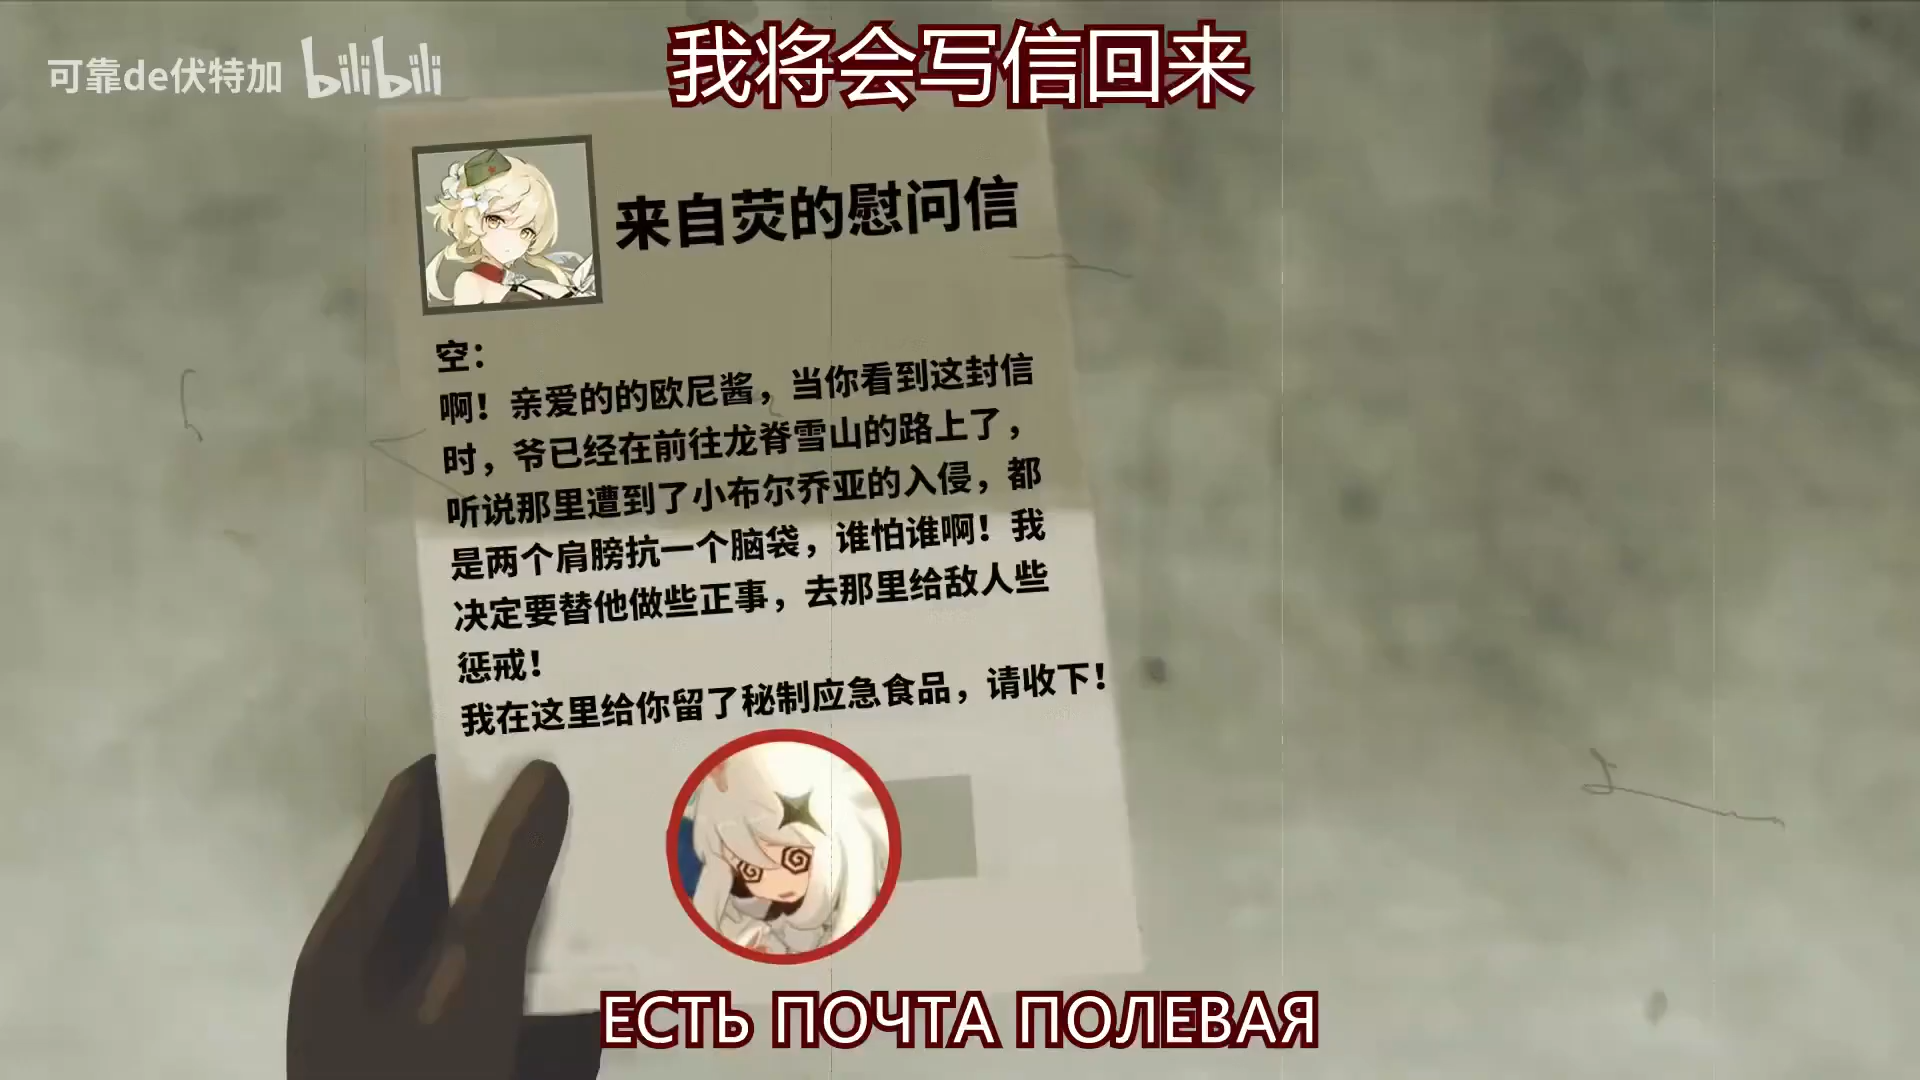 可靠de伏特加 bilibili
我将会写信回来
来自荧的慰问信
空：
啊！亲爱的的欧尼酱，当你看到这封信
时，爷已经在前往龙脊雪山的路上了，
听说那里遭到了小布尔乔亚的入侵，都
是两个肩膀抗一个脑袋，谁怕谁啊！我
决定要替他做些正事，去那里给敌人些
惩戒！
我在这里给你留了秘制应急食品，请收下！
ЕСТЬ ПОЧТА ПОЛЕВАЯ